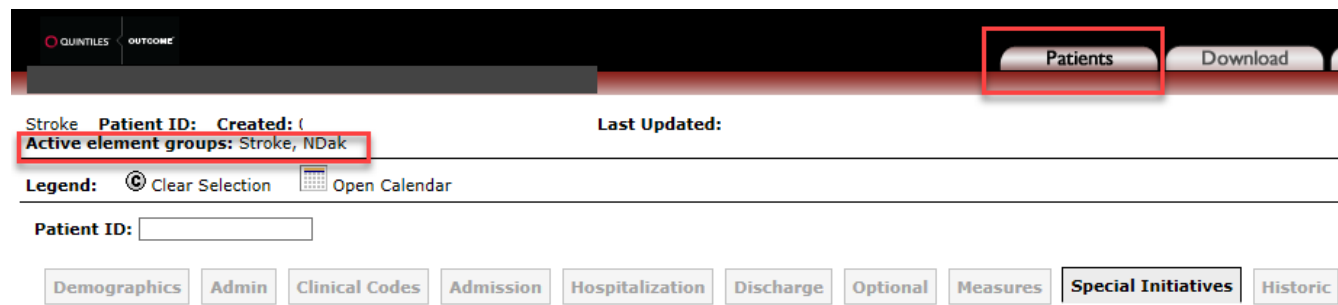 QUINTILES OUTCOME
Patients Download
Stroke Patient ID: Created: ( Last Updated:
Active element groups: Stroke, NDak
Legend: © Clear Selection Open Calendar
Patient ID:
Demographics Admin Clinical Codes Admission Hospitalization Discharge Optional Measures Special Initiatives Historic